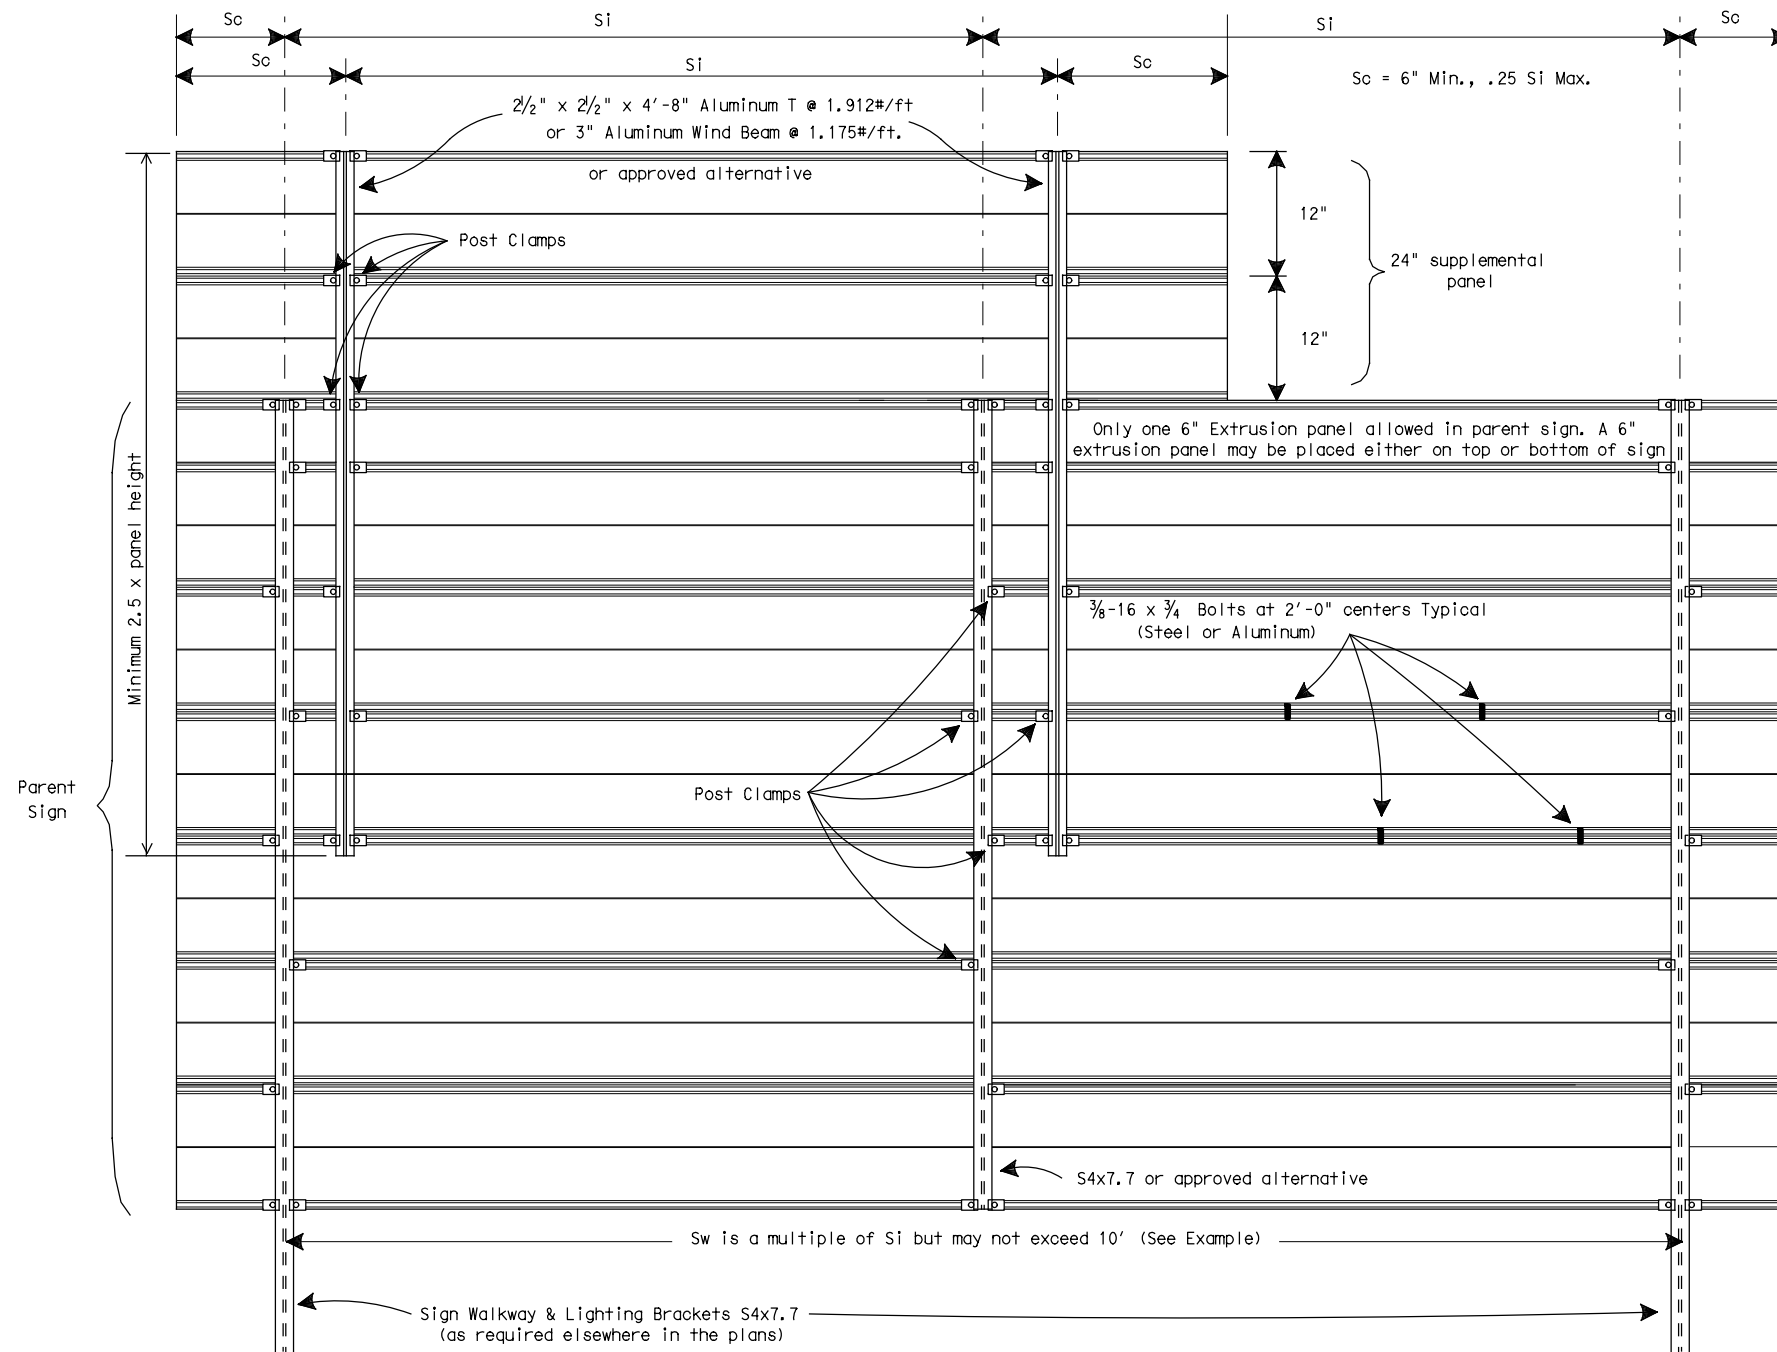 Sc
Si
Si
Sc
Sc
Si
Sc
Sc = 6" Min., .25 Si Max.
2½" x 2½" x 4'-8" Aluminum T @ 1.912#/ft
or 3" Aluminum Wind Beam @ 1.175#/ft.
or approved alternative
12"
Post Clamps
24" supplemental
panel
12"
Only one 6" Extrusion panel allowed in parent sign. A 6"
extrusion panel may be placed either on top or bottom of sign
Minimum 2.5 x panel height
⅜-16 x ¾ Bolts at 2'-0" centers Typical
(Steel or Aluminum)
Parent
Sign
Post Clamps
S4x7.7 or approved alternative
Sw is a multiple of Si but may not exceed 10' (See Example)
Sign Walkway & Lighting Brackets S4x7.7
(as required elsewhere in the plans)